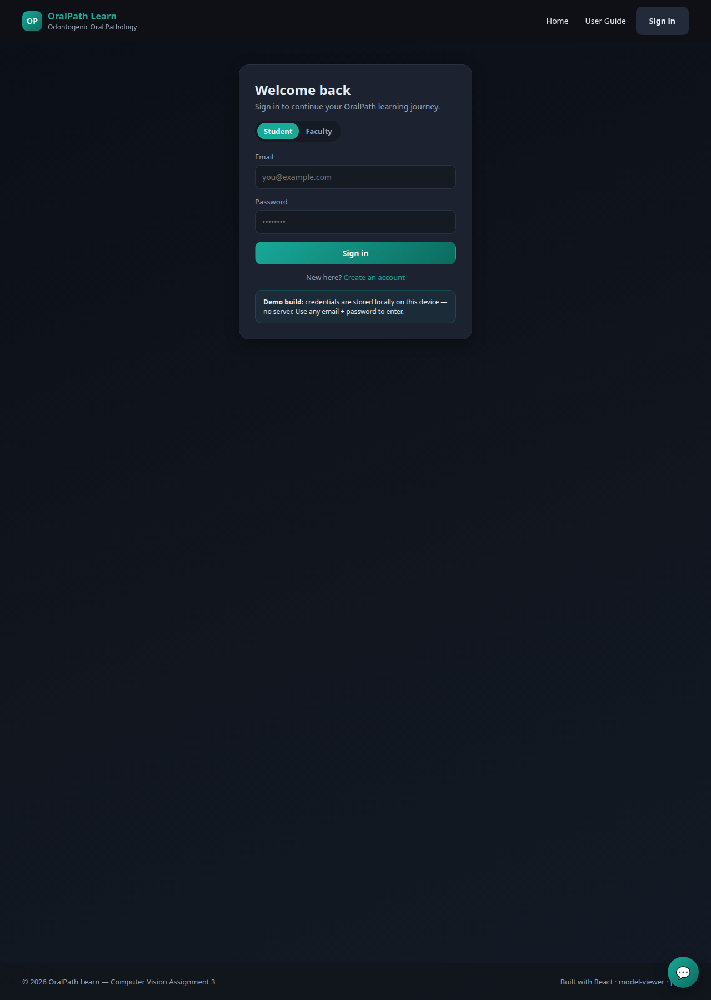 OP
OralPath Learn
Odontogenic Oral Pathology
Home
User Guide
Sign in
Welcome back
Sign in to continue your OralPath learning journey.
Student
Faculty
Email
you@example.com
Password
••••••••
Sign in
New here? Create an account
Demo build: credentials are stored locally on this device —
no server. Use any email + password to enter.
© 2026 OralPath Learn — Computer Vision Assignment 3
Built with React · model-viewer ·